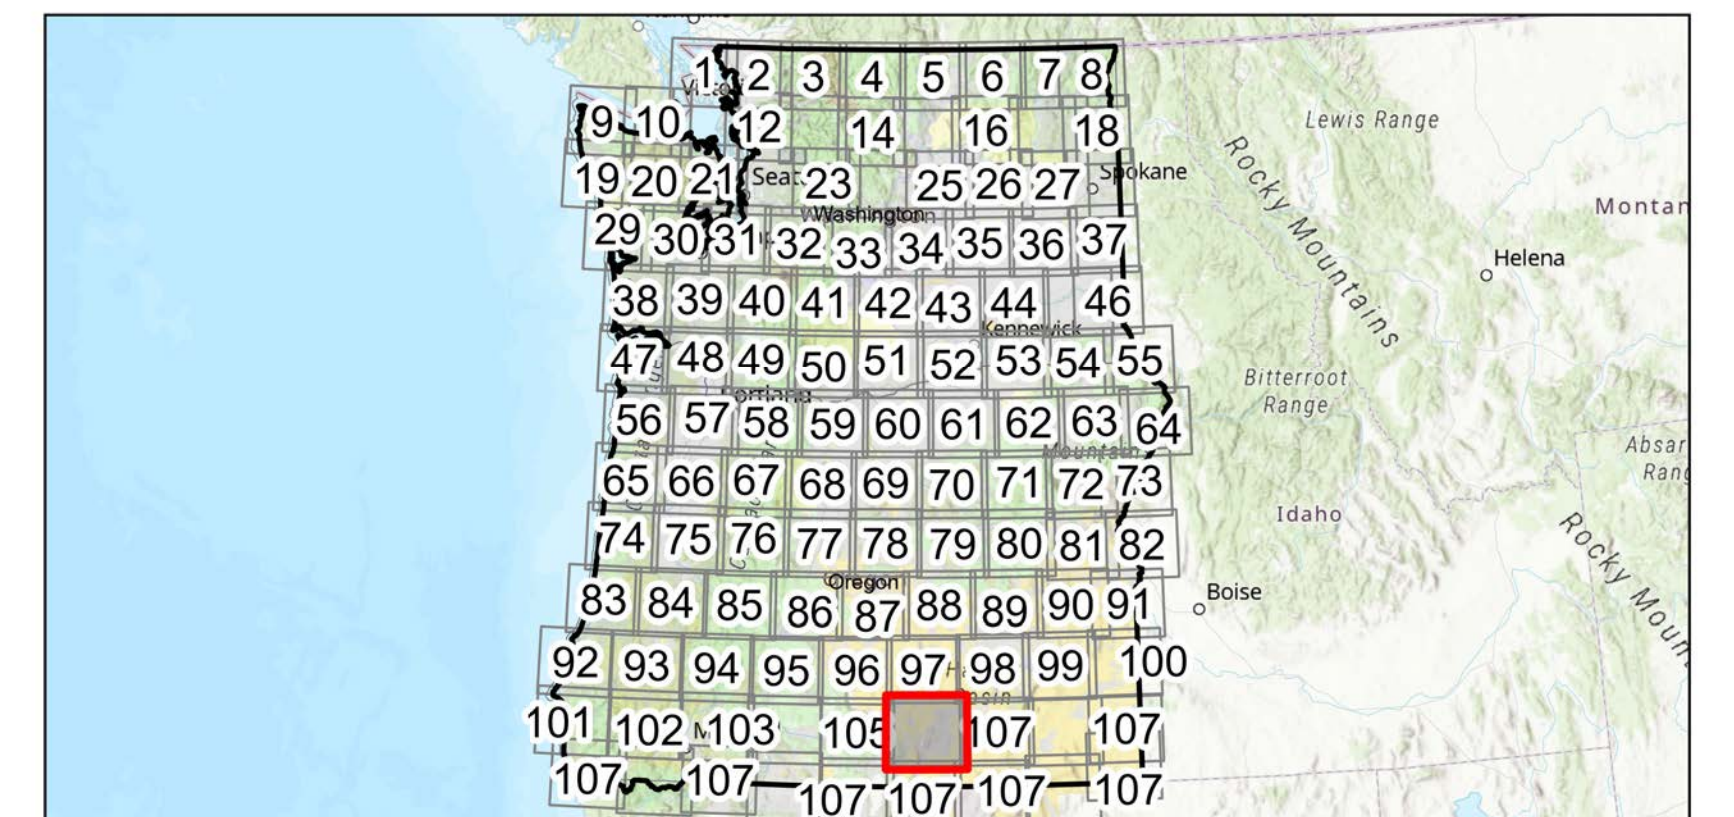 1 2 3 4 5 6 7 8
Lewis Range
9 10 12 14 16 18
Rocky Mountains
19 20 21 Seat 23 25 26 27 Spokane
Montan
Washington
29 30 31 32 33 34 35 36 37
Helena
38 39 40 41 42 43 44 46
Kennewick
47 48 49 50 51 52 53 54 55
Bitterroot
Range
Portland
56 57 58 59 60 61 62 63 64
Mountain
Absar
Rang
65 66 67 68 69 70 71 72 73
Idaho
74 75 76 77 78 79 80 81 82
Rocky Moun
Oregon
Boise
83 84 85 86 87 88 89 90 91
92 93 94 95 96 97 98 99 100
asin
101 102 M 103 105 107 107
107 107 107 107 107 107